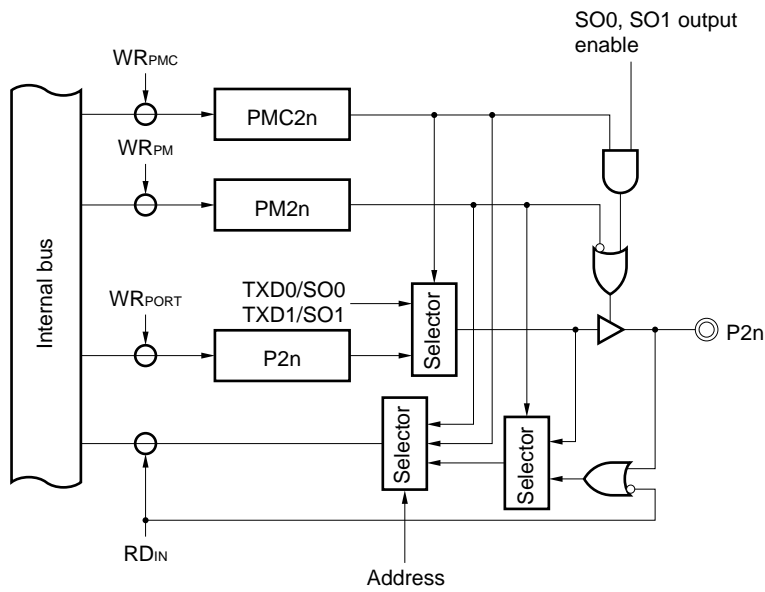 SO0, SO1 output
enable
WRPMC
PMC2n
WRPM
PM2n
Internal bus
TXD0/SO0
TXD1/SO1
WRPORT
P2n
Selector
P2n
Selector
Selector
RDIN
Address